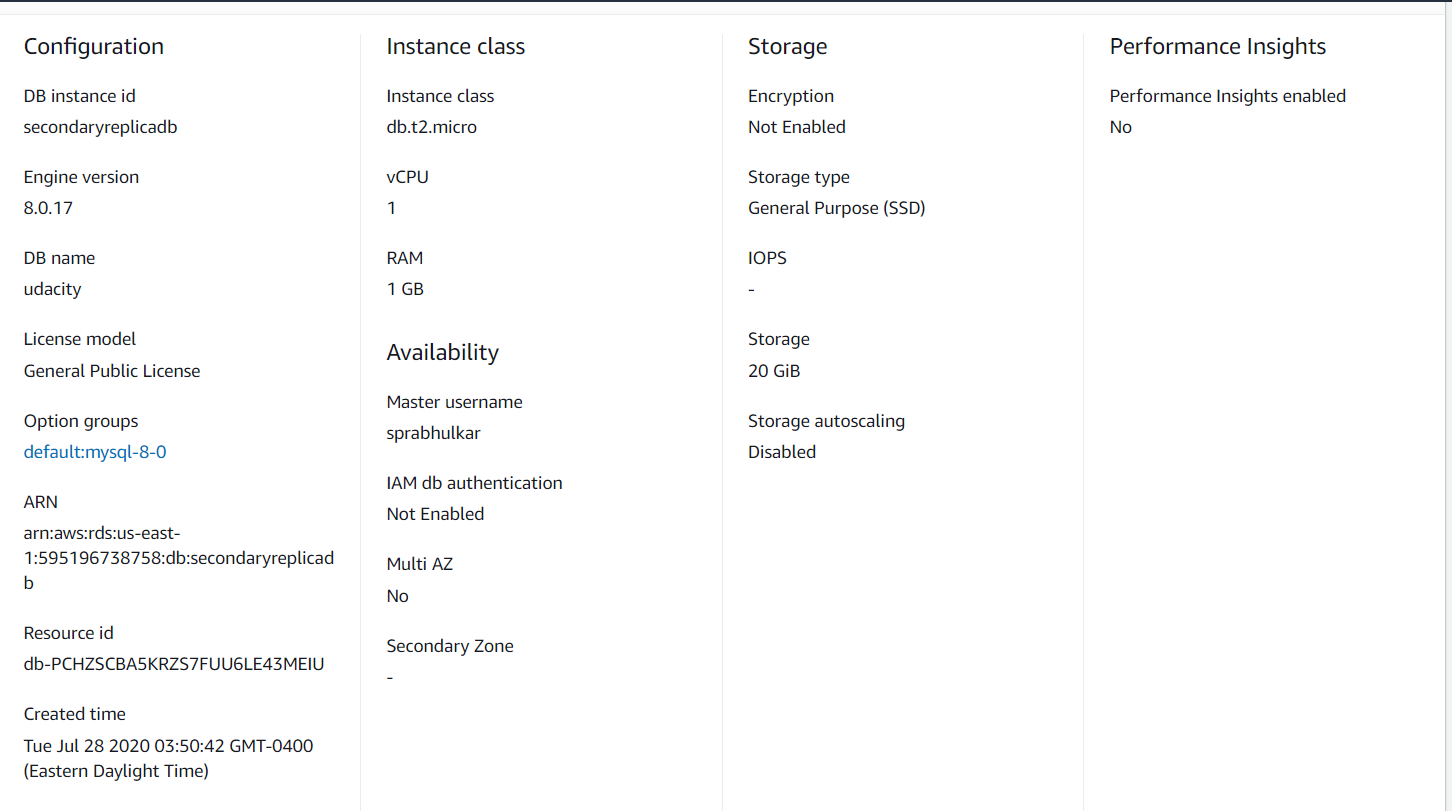 Configuration
DB instance id
secondaryreplicadb
Engine version
8.0.17
DB name
udacity
License model
General Public License
Option groups
default:mysql-8-0
ARN
arn:aws:rds:us-east-
1:595196738758:db:secondaryreplicad
b
Resource id
db-PCHZSCBA5KRZS7FUU6LE43MEIU
Created time
Tue Jul 28 2020 03:50:42 GMT-0400
(Eastern Daylight Time)
Instance class
Instance class
db.t2.micro
vCPU
1
RAM
1 GB
Availability
Master username
sprabhulkar
IAM db authentication
Not Enabled
Multi AZ
No
Secondary Zone
-
Storage
Encryption
Not Enabled
Storage type
General Purpose (SSD)
IOPS
-
Storage
20 GiB
Storage autoscaling
Disabled
Performance Insights
Performance Insights enabled
No